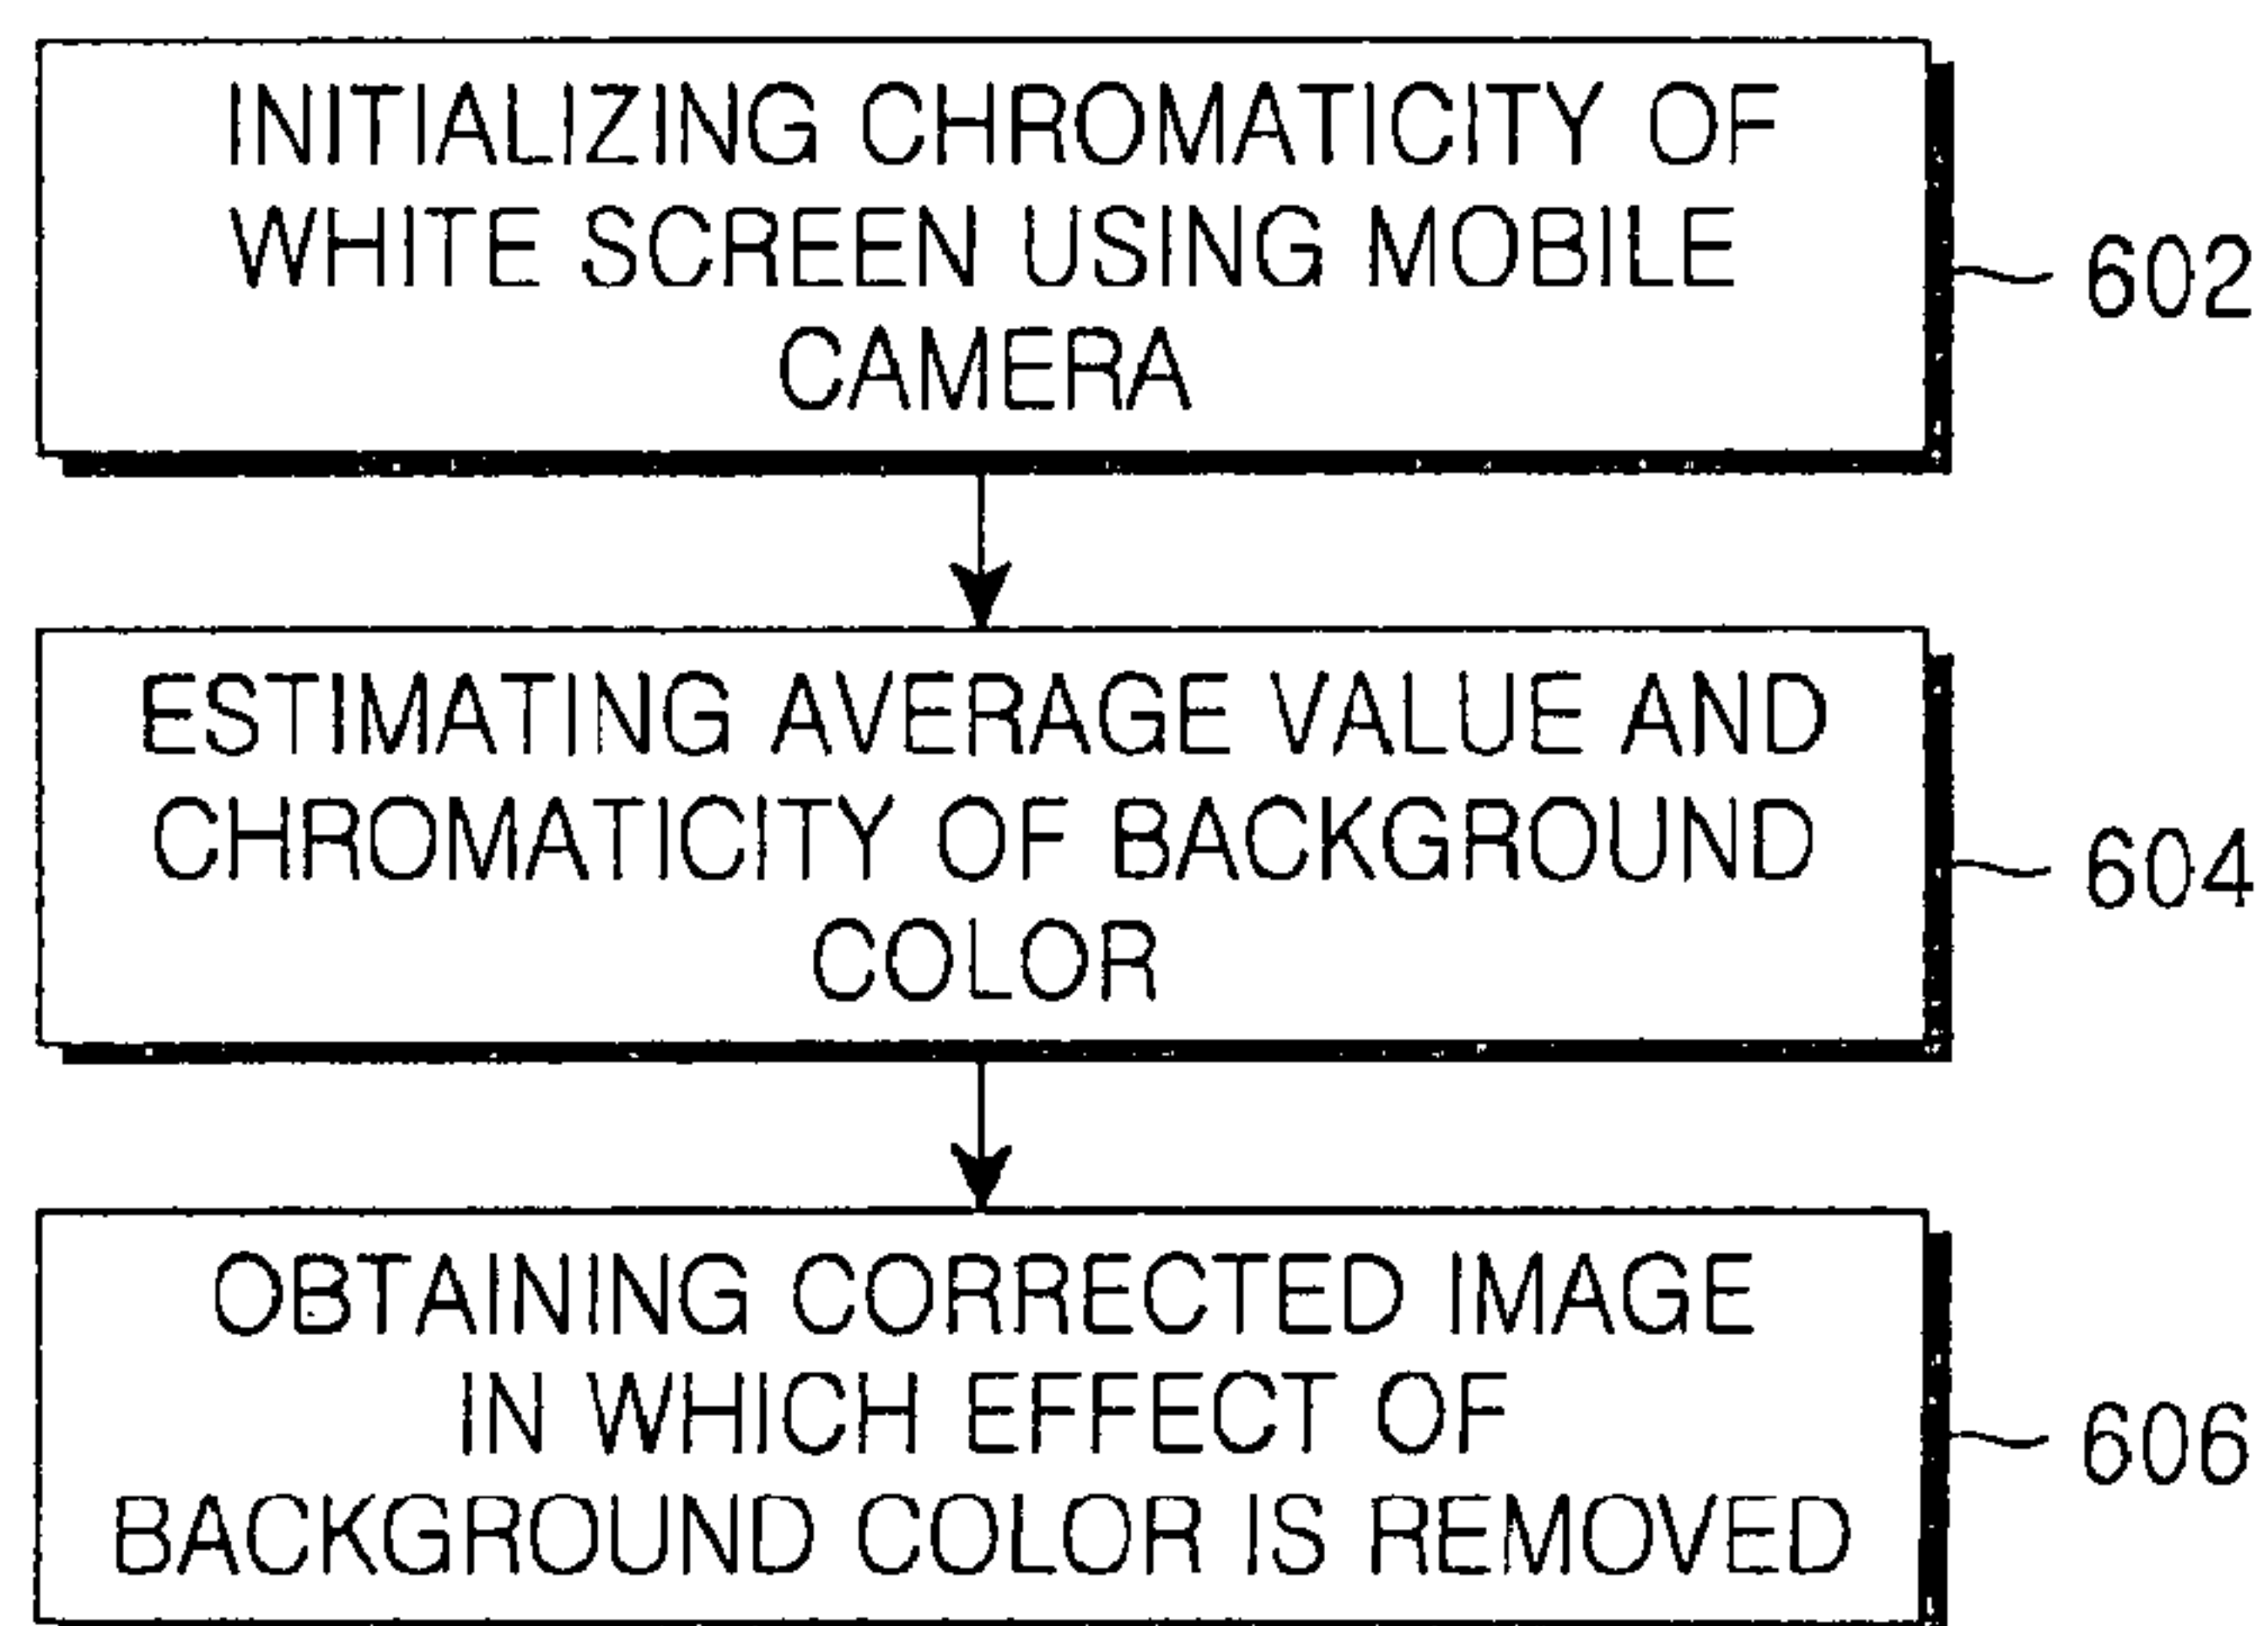 INITIALIZING CHROMATICITY OF
WHITE SCREEN USING MOBILE
CAMERA
602
ESTIMATING AVERAGE VALUE AND
CHROMATICITY OF BACKGROUND
COLOR
604
OBTAINING CORRECTED IMAGE
IN WHICH EFFECT OF
BACKGROUND COLOR IS REMOVED
606